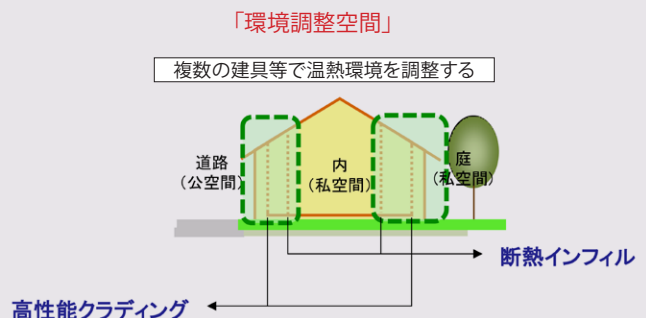 「環境調整空間」
複数の建具等で温熱環境を調整する
道路
（公空間）
内
（私空間）
庭
（私空間）
断熱インフィル
高性能クラディング